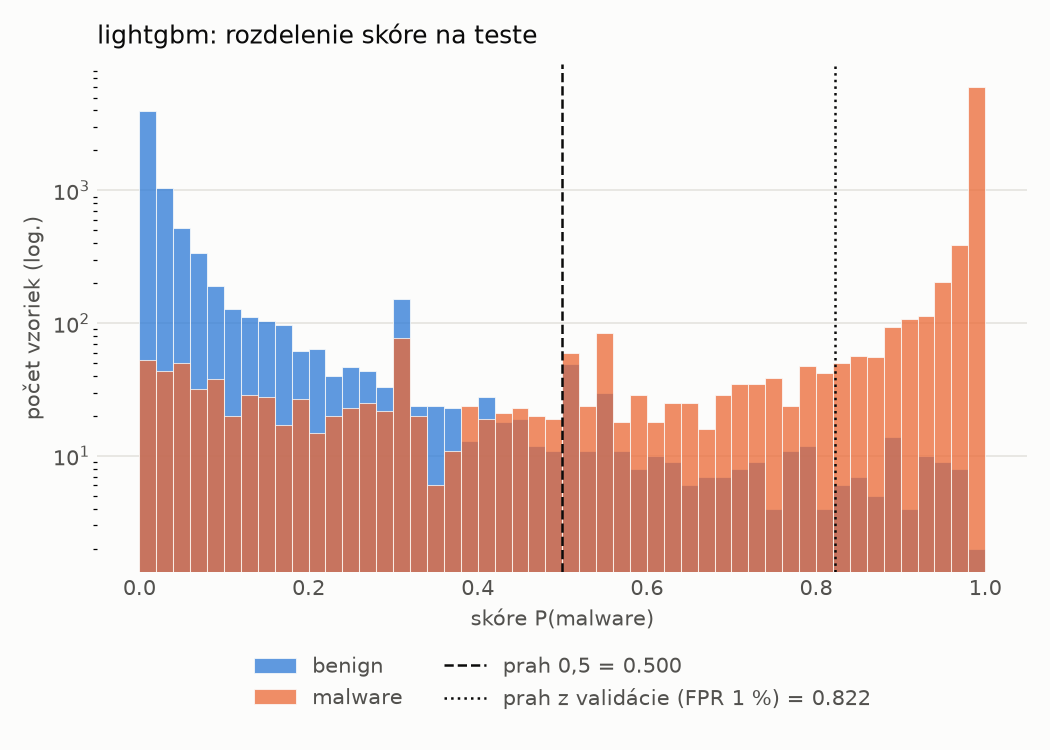 lightgbm: rozdelenie skóre na teste
počet vzoriek (log.)
10³
10²
10¹
0.0 0.2 0.4 0.6 0.8 1.0
skóre P(malware)
benign
malware
prah 0,5 = 0.500
prah z validácie (FPR 1 %) = 0.822